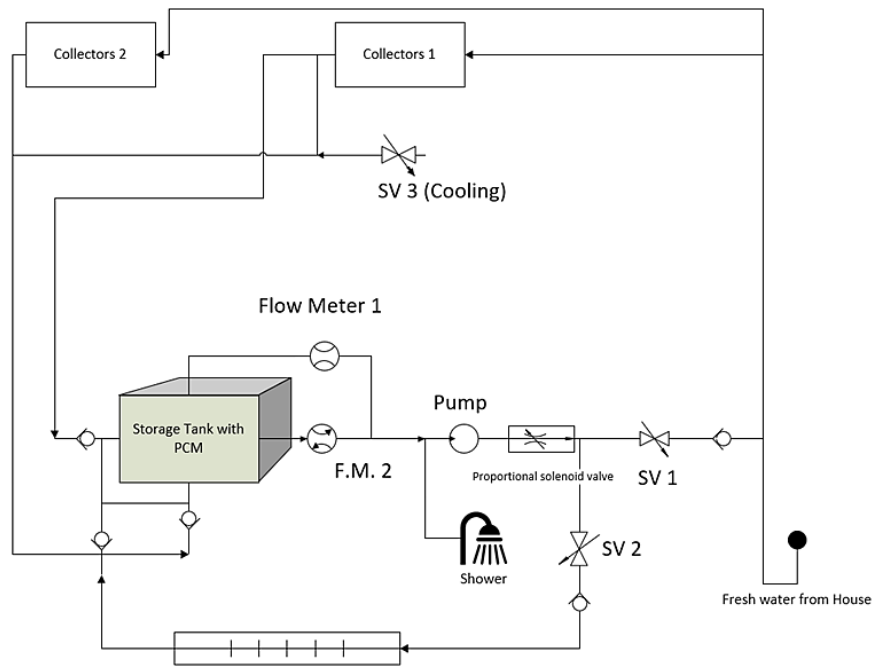 Collectors 2
Collectors 1
SV 3 (Cooling)
Flow Meter 1
Storage Tank with
PCM
F.M. 2
Pump
Proportional solenoid valve
SV 1
Shower
SV 2
Fresh water from House